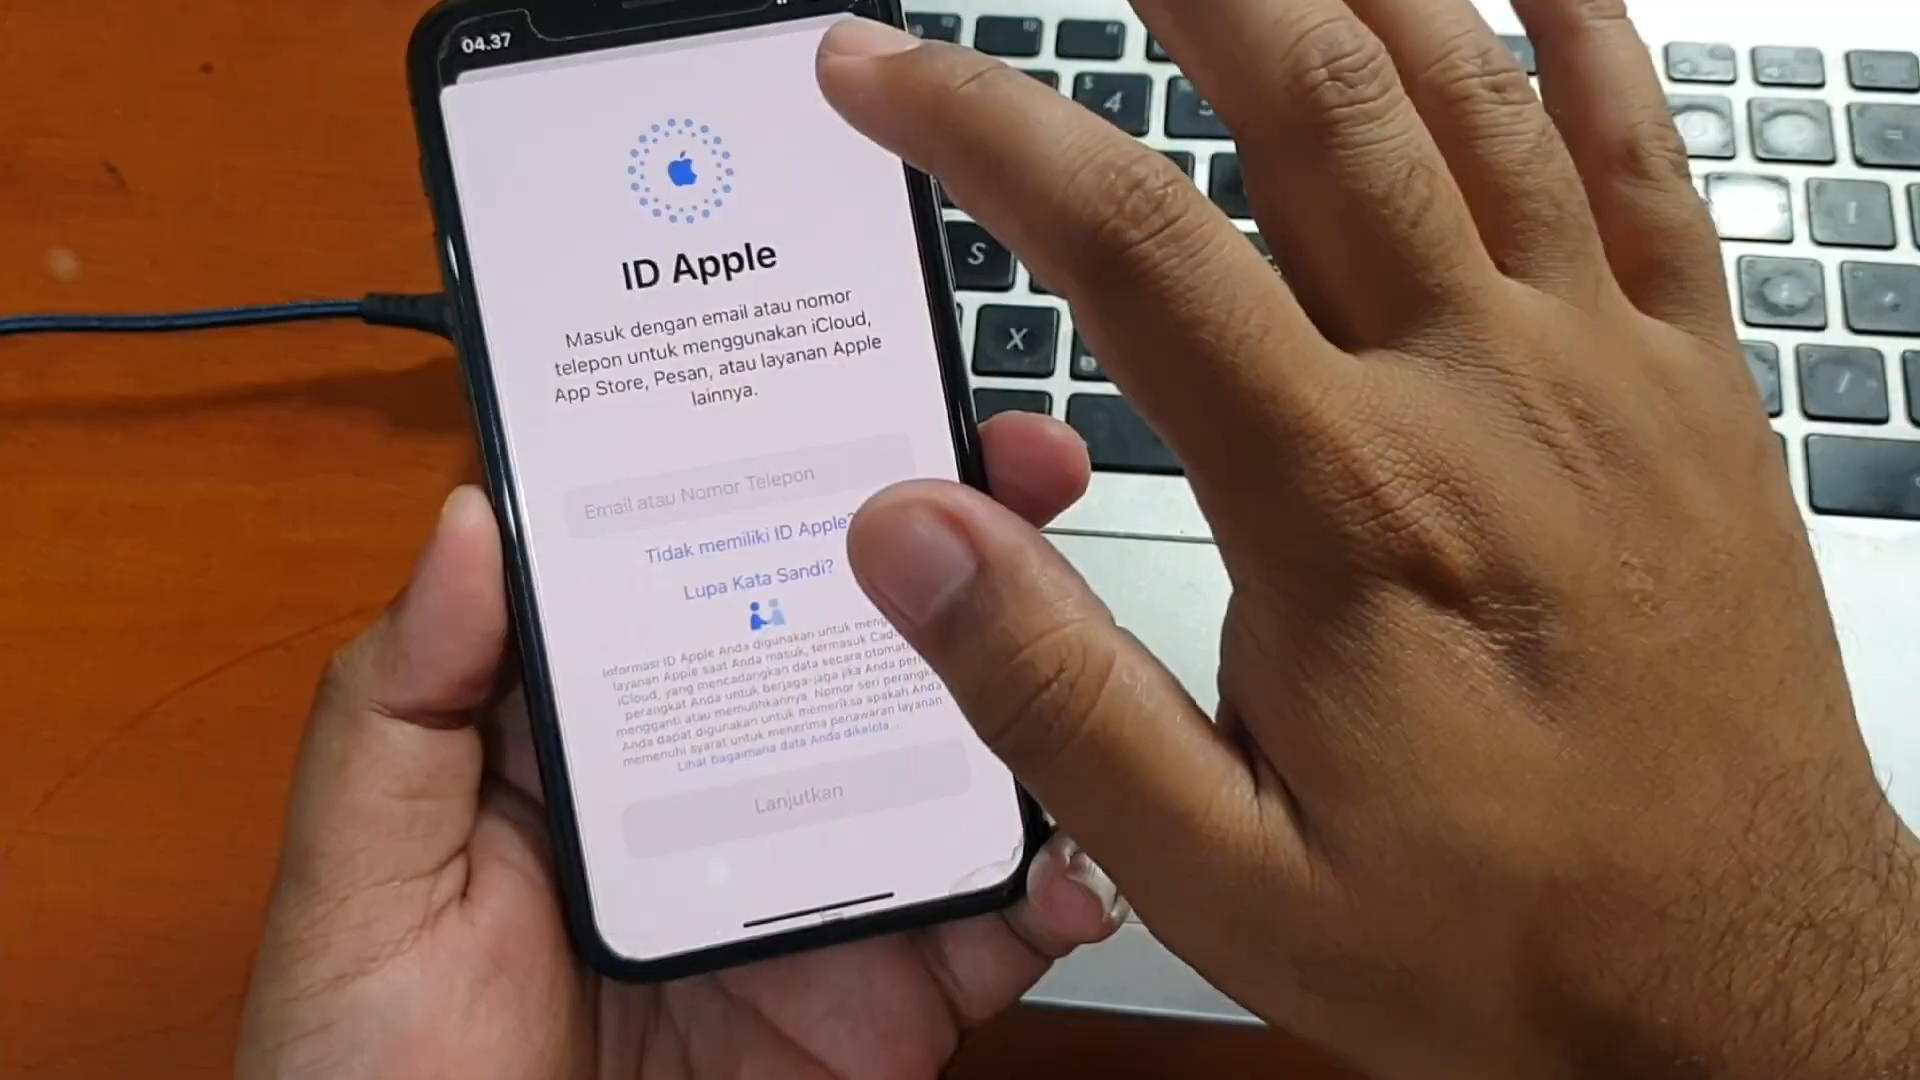 04.37
ID Apple
Masuk dengan email atau nomor
telepon untuk menggunakan iCloud,
App Store, Pesan, atau layanan Apple
lainnya.
Email atau Nomor Telepon
Tidak memiliki ID Apple?
Lupa Kata Sandi?
Informasi ID Apple Anda digunakan untuk
layanan Apple saat Anda masuk, termasuk
iCloud, yang mencadangkan data secara
perangkat Anda untuk berjaga-jaga jika Anda
mengganti atau memulihkannya. Nomor seri
Anda dapat digunakan untuk memeriksa apakah Anda
memenuhi syarat untuk menerima penawaran layanan
Lihat bagaimana data Anda dikelola...
Lanjutkan
4
S
X